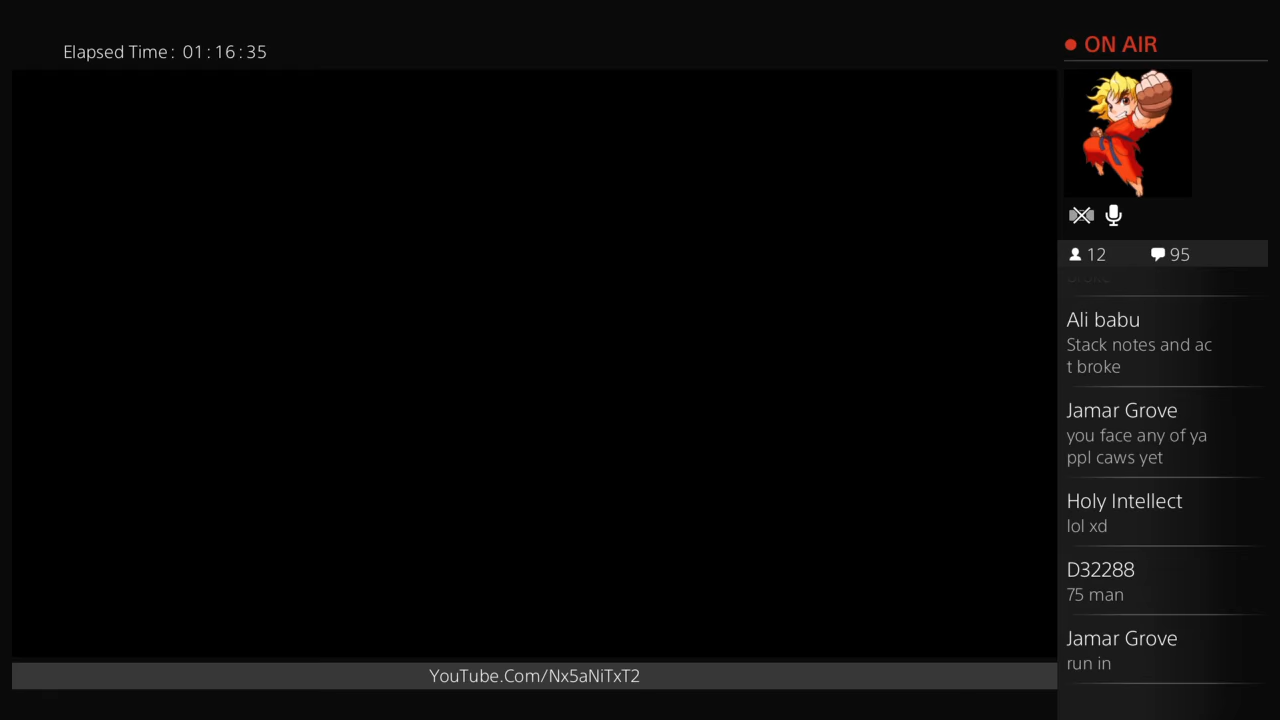 Elapsed Time: 01:16:35
ON AIR
12 95
Ali babu
Stack notes and ac
t broke
Jamar Grove
you face any of ya
ppl caws yet
Holy Intellect
lol xd
D32288
75 man
Jamar Grove
run in
YouTube.Com/Nx5aNiTxT2